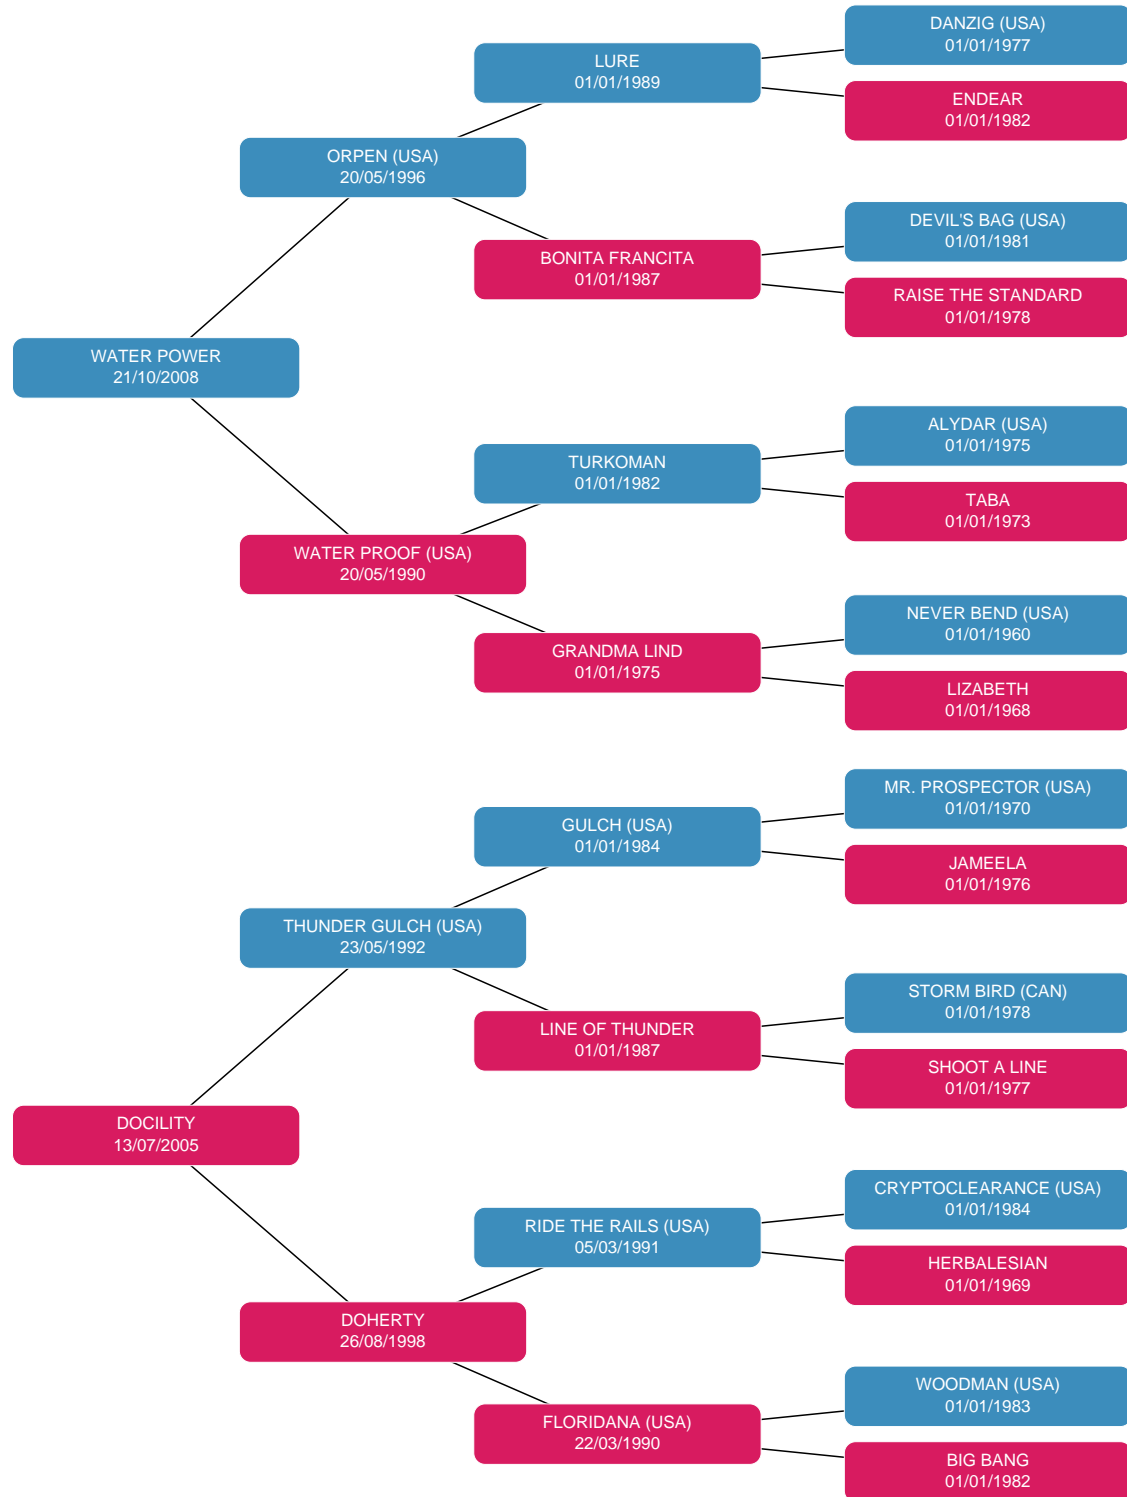 DANZIG (USA)
01/01/1977
LURE
01/01/1989
ENDEAR
01/01/1982
ORPEN (USA)
20/05/1996
DEVIL'S BAG (USA)
01/01/1981
BONITA FRANCITA
01/01/1987
RAISE THE STANDARD
01/01/1978
WATER POWER
21/10/2008
ALYDAR (USA)
01/01/1975
TURKOMAN
01/01/1982
TABA
01/01/1973
WATER PROOF (USA)
20/05/1990
NEVER BEND (USA)
01/01/1960
GRANDMA LIND
01/01/1975
LIZABETH
01/01/1968
MR. PROSPECTOR (USA)
01/01/1970
GULCH (USA)
01/01/1984
JAMEELA
01/01/1976
THUNDER GULCH (USA)
23/05/1992
STORM BIRD (CAN)
01/01/1978
LINE OF THUNDER
01/01/1987
SHOOT A LINE
01/01/1977
DOCILITY
13/07/2005
CRYPTOCLEARANCE (USA)
01/01/1984
RIDE THE RAILS (USA)
05/03/1991
HERBALESIAN
01/01/1969
DOHERTY
26/08/1998
WOODMAN (USA)
01/01/1983
FLORIDANA (USA)
22/03/1990
BIG BANG
01/01/1982